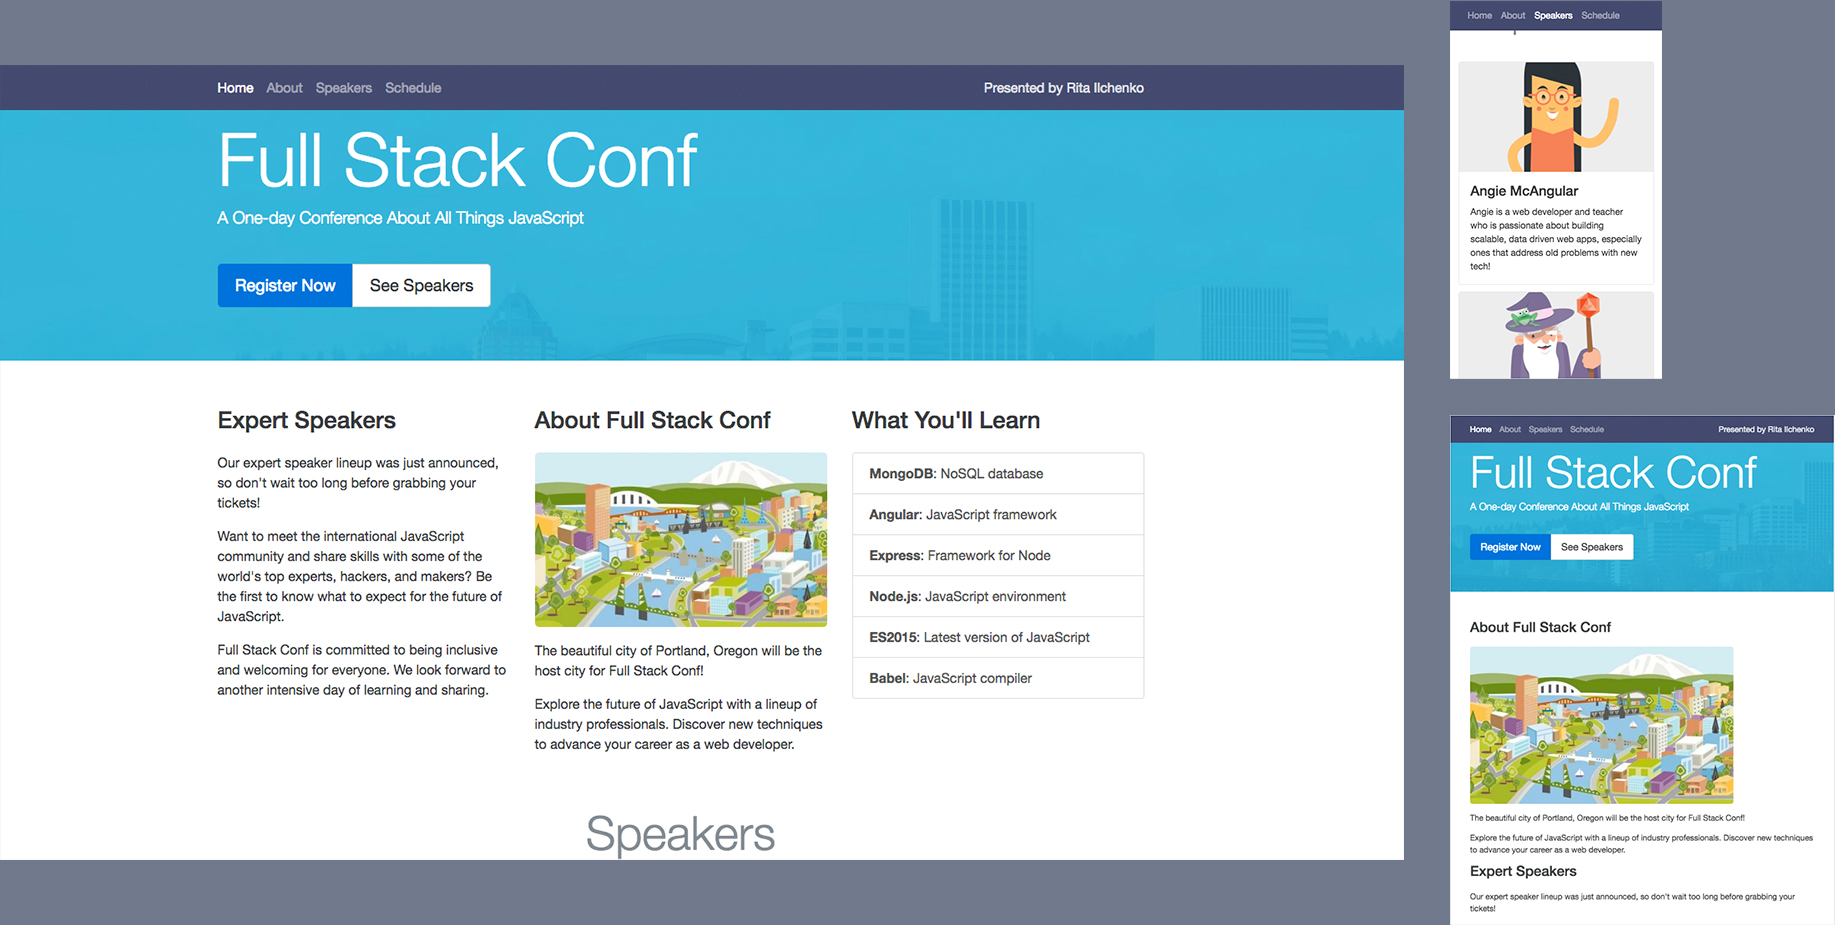 Home About Speakers Schedule
Presented by Rita Ilchenko
Full Stack Conf
A One-day Conference About All Things JavaScript
Register Now
See Speakers
Expert Speakers
Our expert speaker lineup was just announced,
so don't wait too long before grabbing your
tickets!
Want to meet the international JavaScript
community and share skills with some of the
world's top experts, hackers, and makers? Be
the first to know what to expect for the future of
JavaScript.
Full Stack Conf is committed to being inclusive
and welcoming for everyone. We look forward to
another intensive day of learning and sharing.
About Full Stack Conf
The beautiful city of Portland, Oregon will be the
host city for Full Stack Conf!
Explore the future of JavaScript with a lineup of
industry professionals. Discover new techniques
to advance your career as a web developer.
What You'll Learn
MongoDB: NoSQL database
Angular: JavaScript framework
Express: Framework for Node
Node.js: JavaScript environment
ES2015: Latest version of JavaScript
Babel: JavaScript compiler
Speakers
Home About Speakers Schedule
Angie McAngular
Angie is a web developer and teacher
who is passionate about building
scalable, data driven web apps, especially
ones that address old problems with new
tech!
Home About Speakers Schedule
Presented by Rita Ilchenko
Full Stack Conf
A One-day Conference About All Things JavaScript
Register Now
See Speakers
About Full Stack Conf
The beautiful city of Portland, Oregon will be the host city for Full Stack Conf!
Explore the future of JavaScript with a lineup of industry professionals. Discover new techniques
to advance your career as a web developer.
Expert Speakers
Our expert speaker lineup was just announced, so don't wait too long before grabbing your
tickets!